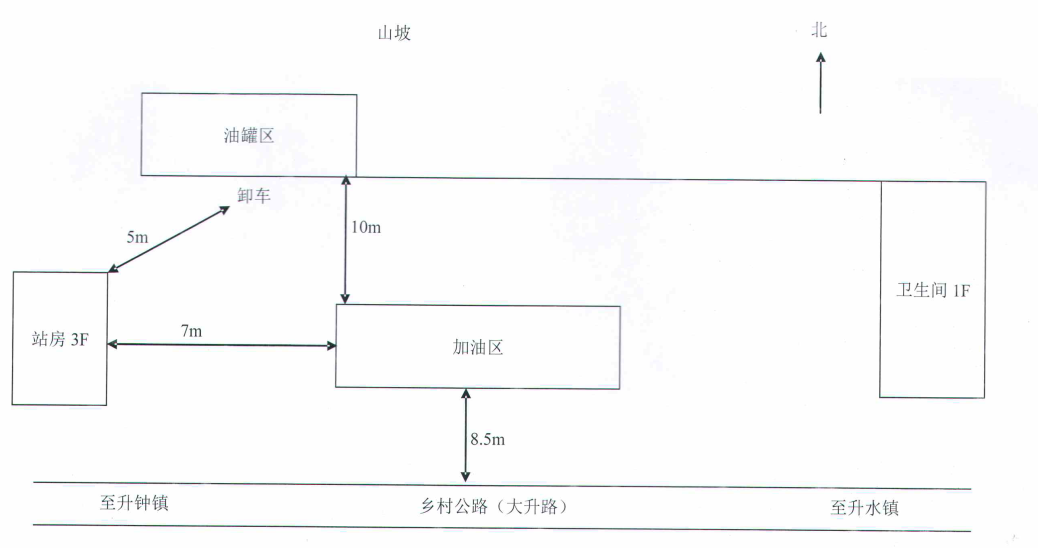 山坡
北
油罐区
卸车
5m
10m
卫生间 1F
站房 3F
7m
加油区
8.5m
至升钟镇
乡村公路（大升路）
至升水镇